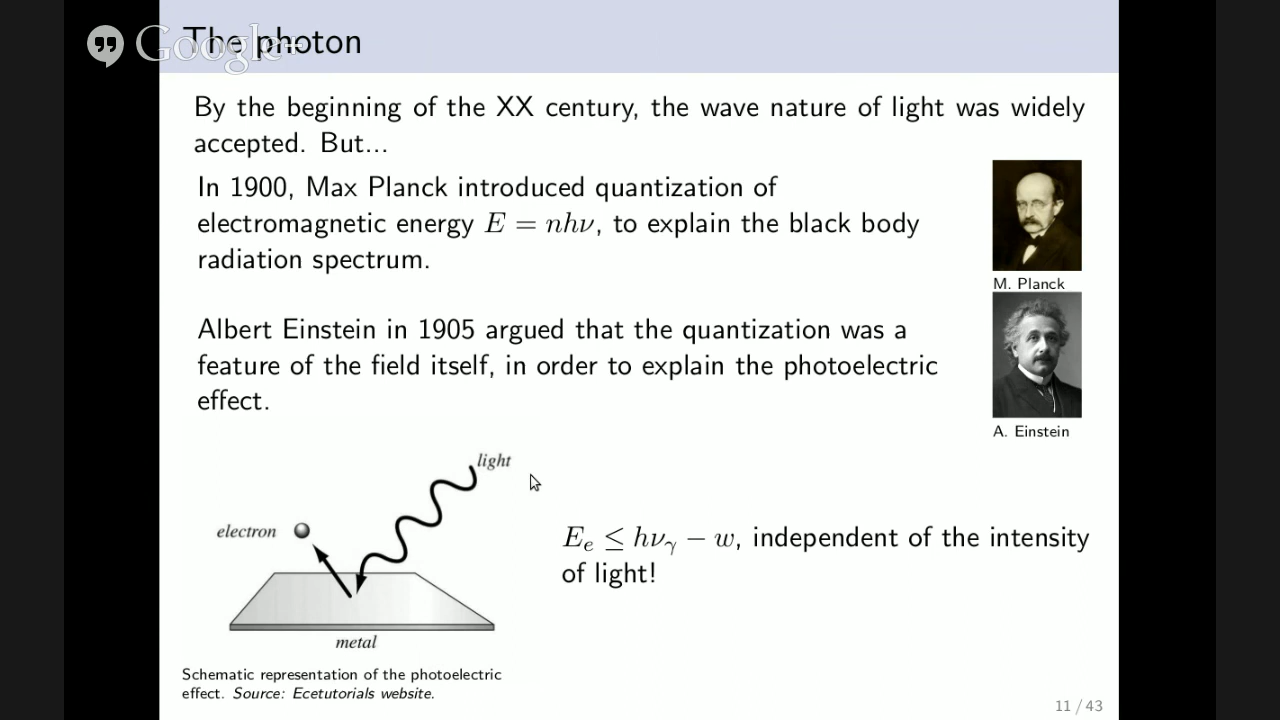 Google+
The photon
By the beginning of the XX century, the wave nature of light was widely
accepted. But...
In 1900, Max Planck introduced quantization of
electromagnetic energy E = nhν, to explain the black body
radiation spectrum.
M. Planck
Albert Einstein in 1905 argued that the quantization was a
feature of the field itself, in order to explain the photoelectric
effect.
A. Einstein
light
electron
metal
E_e ≤ hν_γ − w, independent of the intensity
of light!
Schematic representation of the photoelectric
effect. Source: Ecetutorials website.
11 / 43